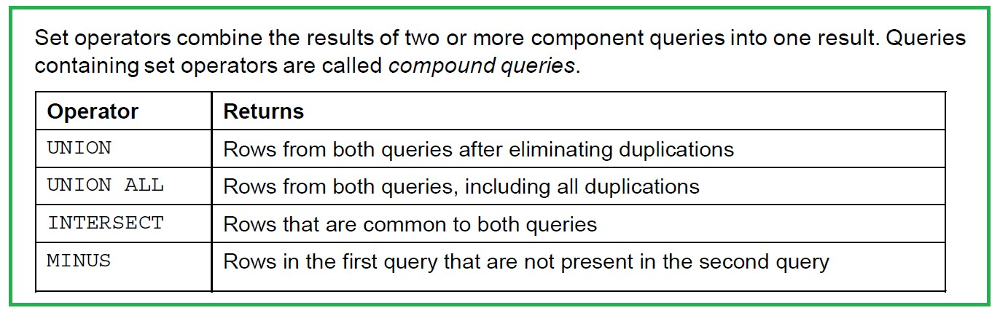 Set operators combine the results of two or more component queries into one result. Queries
containing set operators are called compound queries.
Operator Returns
UNION Rows from both queries after eliminating duplications
UNION ALL Rows from both queries, including all duplications
INTERSECT Rows that are common to both queries
MINUS Rows in the first query that are not present in the second query